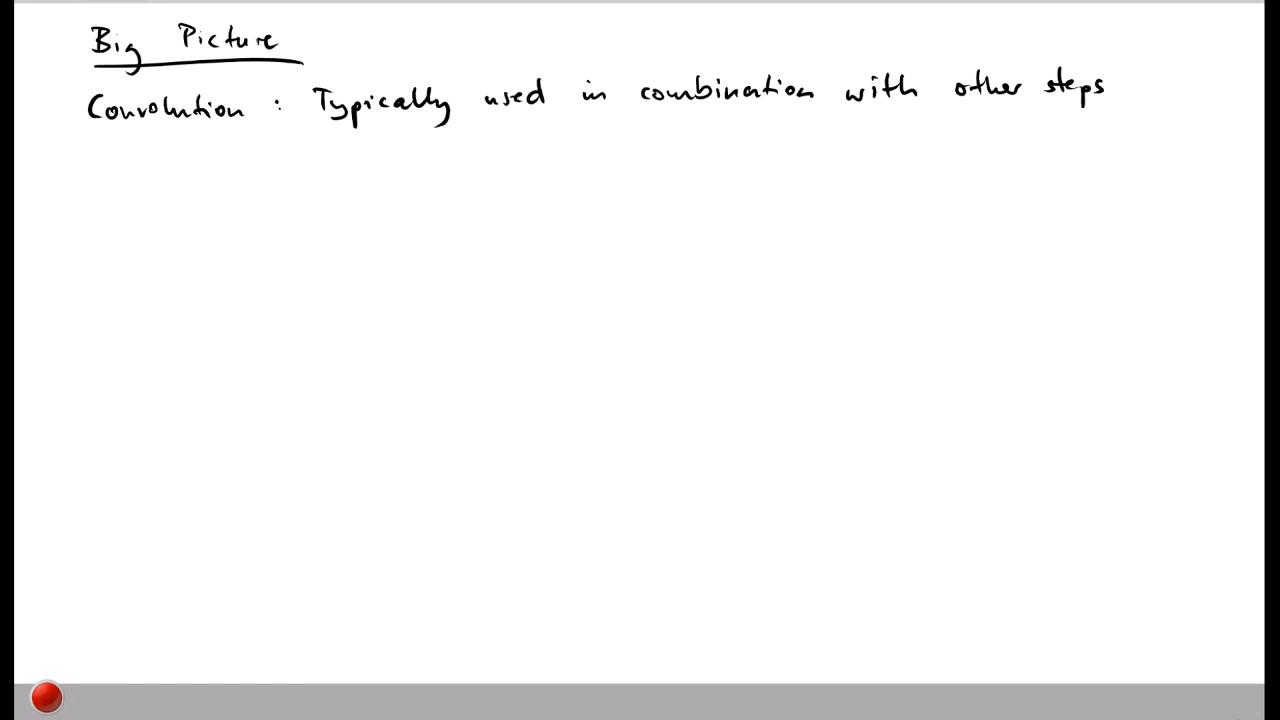 Big Picture
Convolution : Typically used in combination with other steps